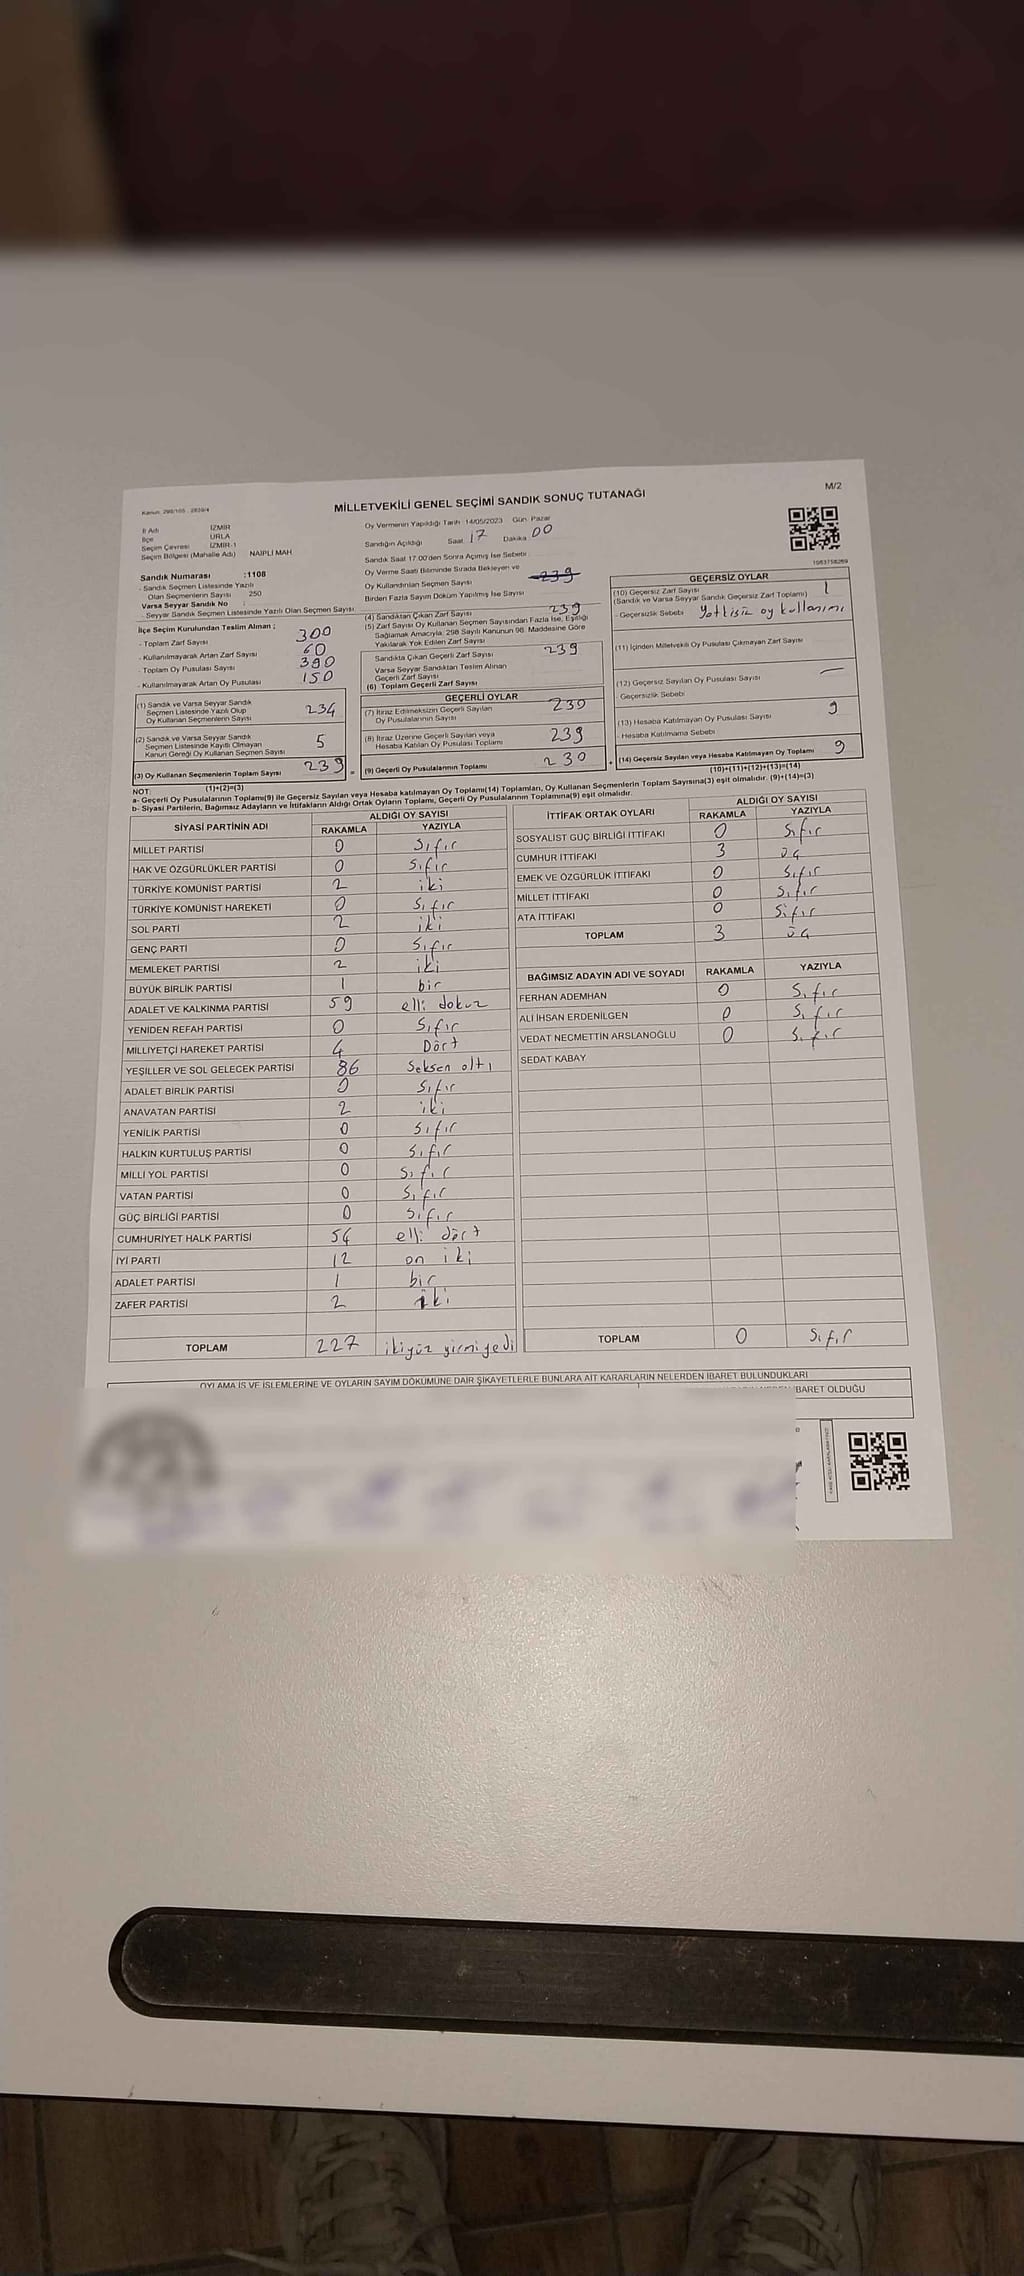 M/2
Kanun: 298/105 : 2839/4
MİLLETVEKİLİ GENEL SEÇİMİ SANDIK SONUÇ TUTANAĞI
İl Adı İZMİR
İlçe URLA
Seçim Çevresi İZMİR-1
Seçim Bölgesi (Mahalle Adı) NAİPLİ MAH
Sandık Numarası :1108
- Sandık Seçmen Listesinde Yazılı
Olan Seçmenlerin Sayısı 250
Varsa Seyyar Sandık No :
- Seyyar Sandık Seçmen Listesinde Yazılı Olan Seçmen Sayısı
Oy Vermenin Yapıldığı Tarih :14/05/2023 Gün: Pazar
Sandığın Açıldığı Saat 17 Dakika 00
Sandık Saat 17.00'den Sonra Açılmış İse Sebebi
Oy Verme Saati Bitiminde Sırada Bekleyen ve
Oy Kullandırılan Seçmen Sayısı 239
Birden Fazla Sayım Döküm Yapılmış İse Sayısı
1083758269
İlçe Seçim Kurulundan Teslim Alınan ;
- Toplam Zarf Sayısı 300
- Kullanılmayarak Artan Zarf Sayısı 60
- Toplam Oy Pusulası Sayısı 390
- Kullanılmayarak Artan Oy Pusulası 150
(1) Sandık ve Varsa Seyyar Sandık
Seçmen Listesinde Yazılı Olup
Oy Kullanan Seçmenlerin Sayısı 234
(2) Sandık ve Varsa Seyyar Sandık
Seçmen Listesinde Kayıtlı Olmayan
Kanun Gereği Oy Kullanan Seçmen Sayısı 5
(3) Oy Kullanan Seçmenlerin Toplam Sayısı 239
(1)+(2)=(3)
(4) Sandıktan Çıkan Zarf Sayısı 239
(5) Zarf Sayısı Oy Kullanan Seçmen Sayısından Fazla İse, Eşitliği
Sağlamak Amacıyla; 298 Sayılı Kanunun 98. Maddesine Göre
Yakılarak Yok Edilen Zarf Sayısı
Sandıkta Çıkan Geçerli Zarf Sayısı 239
Varsa Seyyar Sandıktan Teslim Alınan
Geçerli Zarf Sayısı
(6) Toplam Geçerli Zarf Sayısı
GEÇERLİ OYLAR
(7) İtiraz Edilmeksizin Geçerli Sayılan
Oy Pusulalarının Sayısı 239
(8) İtiraz Üzerine Geçerli Sayılan veya
Hesaba Katılan Oy Pusulası Toplamı 239
(9) Geçerli Oy Pusulalarının Toplamı 230
GEÇERSİZ OYLAR
(10) Geçersiz Zarf Sayısı
(Sandık ve Varsa Seyyar Sandık Geçersiz Zarf Toplamı) 1
- Geçersizlik Sebebi Yetkisiz oy kullanımı
(11) İçinden Milletvekili Oy Pusulası Çıkmayan Zarf Sayısı
(12) Geçersiz Sayılan Oy Pusulası Sayısı
- Geçersizlik Sebebi
(13) Hesaba Katılmayan Oy Pusulası Sayısı 9
- Hesaba Katılmama Sebebi
(14) Geçersiz Sayılan veya Hesaba Katılmayan Oy Toplamı 9
(10)+(11)+(12)+(13)=(14)
NOT:
a- Geçerli Oy Pusulalarının Toplamı(9) ile Geçersiz Sayılan veya Hesaba katılmayan Oy Toplamı(14) Toplamları, Oy Kullanan Seçmenlerin Toplam Sayısına(3) eşit olmalıdır. (9)+(14)=(3)
b- Siyasi Partilerin, Bağımsız Adayların ve İttifakların Aldığı Ortak Oyların Toplamı, Geçerli Oy Pusulalarının Toplamına(9) eşit olmalıdır.
SİYASİ PARTİNİN ADI ALDIĞI OY SAYISI
RAKAMLA YAZIYLA
MİLLET PARTİSİ 0 Sıfır
HAK VE ÖZGÜRLÜKLER PARTİSİ 0 Sıfır
TÜRKİYE KOMÜNİST PARTİSİ 2 iki
TÜRKİYE KOMÜNİST HAREKETİ 0 Sıfır
SOL PARTİ 2 iki
GENÇ PARTİ 0 Sıfır
MEMLEKET PARTİSİ 2 iki
BÜYÜK BİRLİK PARTİSİ 1 bir
ADALET VE KALKINMA PARTİSİ 59 elli dokuz
YENİDEN REFAH PARTİSİ 0 Sıfır
MİLLİYETÇİ HAREKET PARTİSİ 4 Dört
YEŞİLLER VE SOL GELECEK PARTİSİ 86 Seksen altı
ADALET BİRLİK PARTİSİ 0 Sıfır
ANAVATAN PARTİSİ 2 iki
YENİLİK PARTİSİ 0 Sıfır
HALKIN KURTULUŞ PARTİSİ 0 Sıfır
MİLLİ YOL PARTİSİ 0 Sıfır
VATAN PARTİSİ 0 Sıfır
GÜÇ BİRLİĞİ PARTİSİ 0 Sıfır
CUMHURİYET HALK PARTİSİ 54 elli dört
İYİ PARTİ 12 on iki
ADALET PARTİSİ 1 bir
ZAFER PARTİSİ 2 iki
TOPLAM 227 ikiyüz yirmiyedi
İTTİFAK ORTAK OYLARI ALDIĞI OY SAYISI
RAKAMLA YAZIYLA
SOSYALİST GÜÇ BİRLİĞİ İTTİFAKI 0 Sıfır
CUMHUR İTTİFAKI 3 üç
EMEK VE ÖZGÜRLÜK İTTİFAKI 0 Sıfır
MİLLET İTTİFAKI 0 Sıfır
ATA İTTİFAKI 0 Sıfır
TOPLAM 3 üç
BAĞIMSIZ ADAYIN ADI VE SOYADI RAKAMLA YAZIYLA
FERHAN ADEMHAN 0 Sıfır
ALİ İHSAN ERDENİLGEN 0 Sıfır
VEDAT NECMETTİN ARSLANOĞLU 0 Sıfır
SEDAT KABAY
TOPLAM 0 Sıfır
OYLAMA İŞ VE İŞLEMLERİNE VE OYLARIN SAYIM DÖKÜMÜNE DAİR ŞİKAYETLERLE BUNLARA AİT KARARLARIN NELERDEN İBARET BULUNDUKLARI
İBARET OLDUĞU